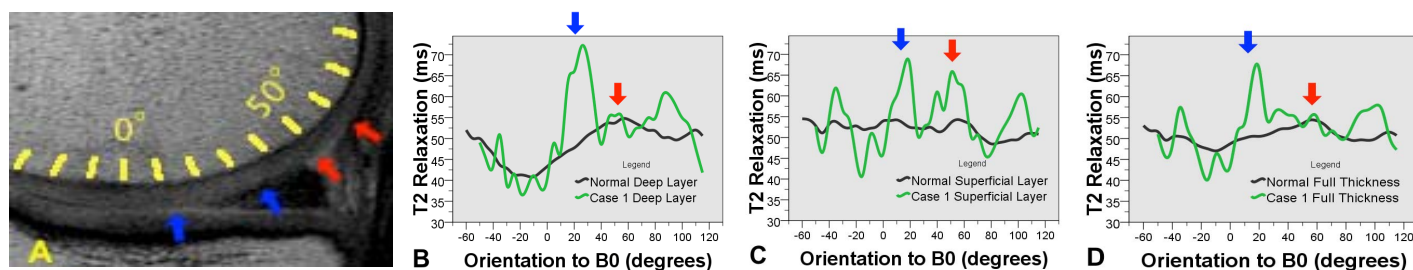 0°
50°
A
T2 Relaxation (ms)
70
65
60
55
50
45
40
35
30
Legend
Normal Deep Layer
Case 1 Deep Layer
-60 -40 -20 0 20 40 60 80 100 120
B
Orientation to B0 (degrees)
T2 Relaxation (ms)
70
65
60
55
50
45
40
35
30
Legend
Normal Superficial Layer
Case 1 Superficial Layer
-60 -40 -20 0 20 40 60 80 100 120
C
Orientation to B0 (degrees)
T2 Relaxation (ms)
70
65
60
55
50
45
40
35
30
Legend
Normal Full Thickness
Case 1 Full Thickness
-60 -40 -20 0 20 40 60 80 100 120
D
Orientation to B0 (degrees)